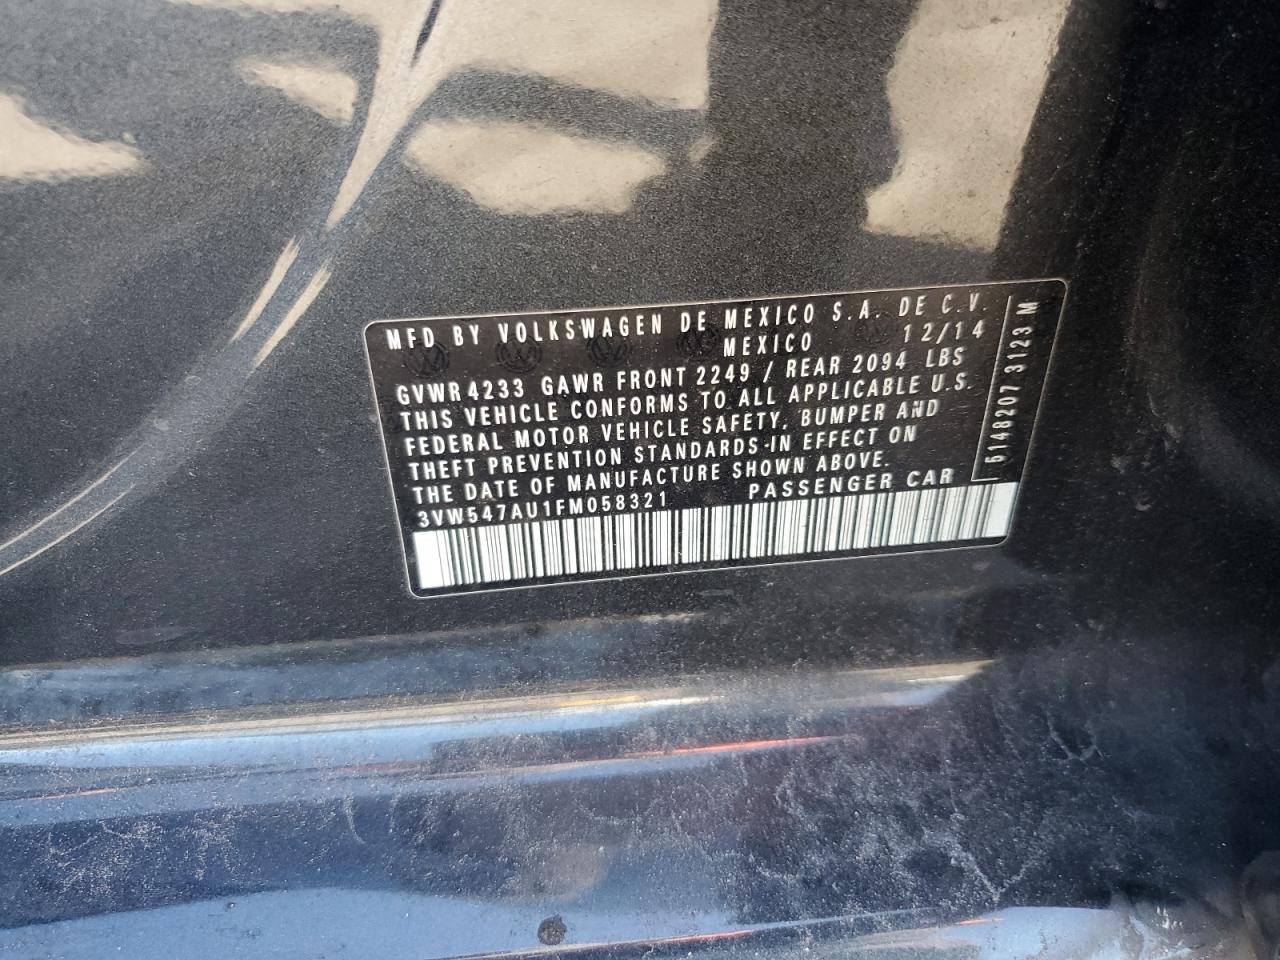 MFD BY VOLKSWAGEN DE MEXICO S.A. DE C.V.
MEXICO 12/14
GVWR 4233 GAWR FRONT 2249 / REAR 2094 LBS
THIS VEHICLE CONFORMS TO ALL APPLICABLE U.S.
FEDERAL MOTOR VEHICLE SAFETY, BUMPER AND
THEFT PREVENTION STANDARDS IN EFFECT ON
THE DATE OF MANUFACTURE SHOWN ABOVE.
3VW547AU1FM058321 PASSENGER CAR
5148207 3123 M